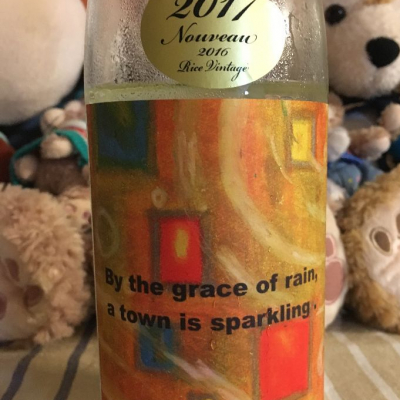 2017
Nouveau
2016
Rice Vintage
By the grace of rain,
a town is sparkling.